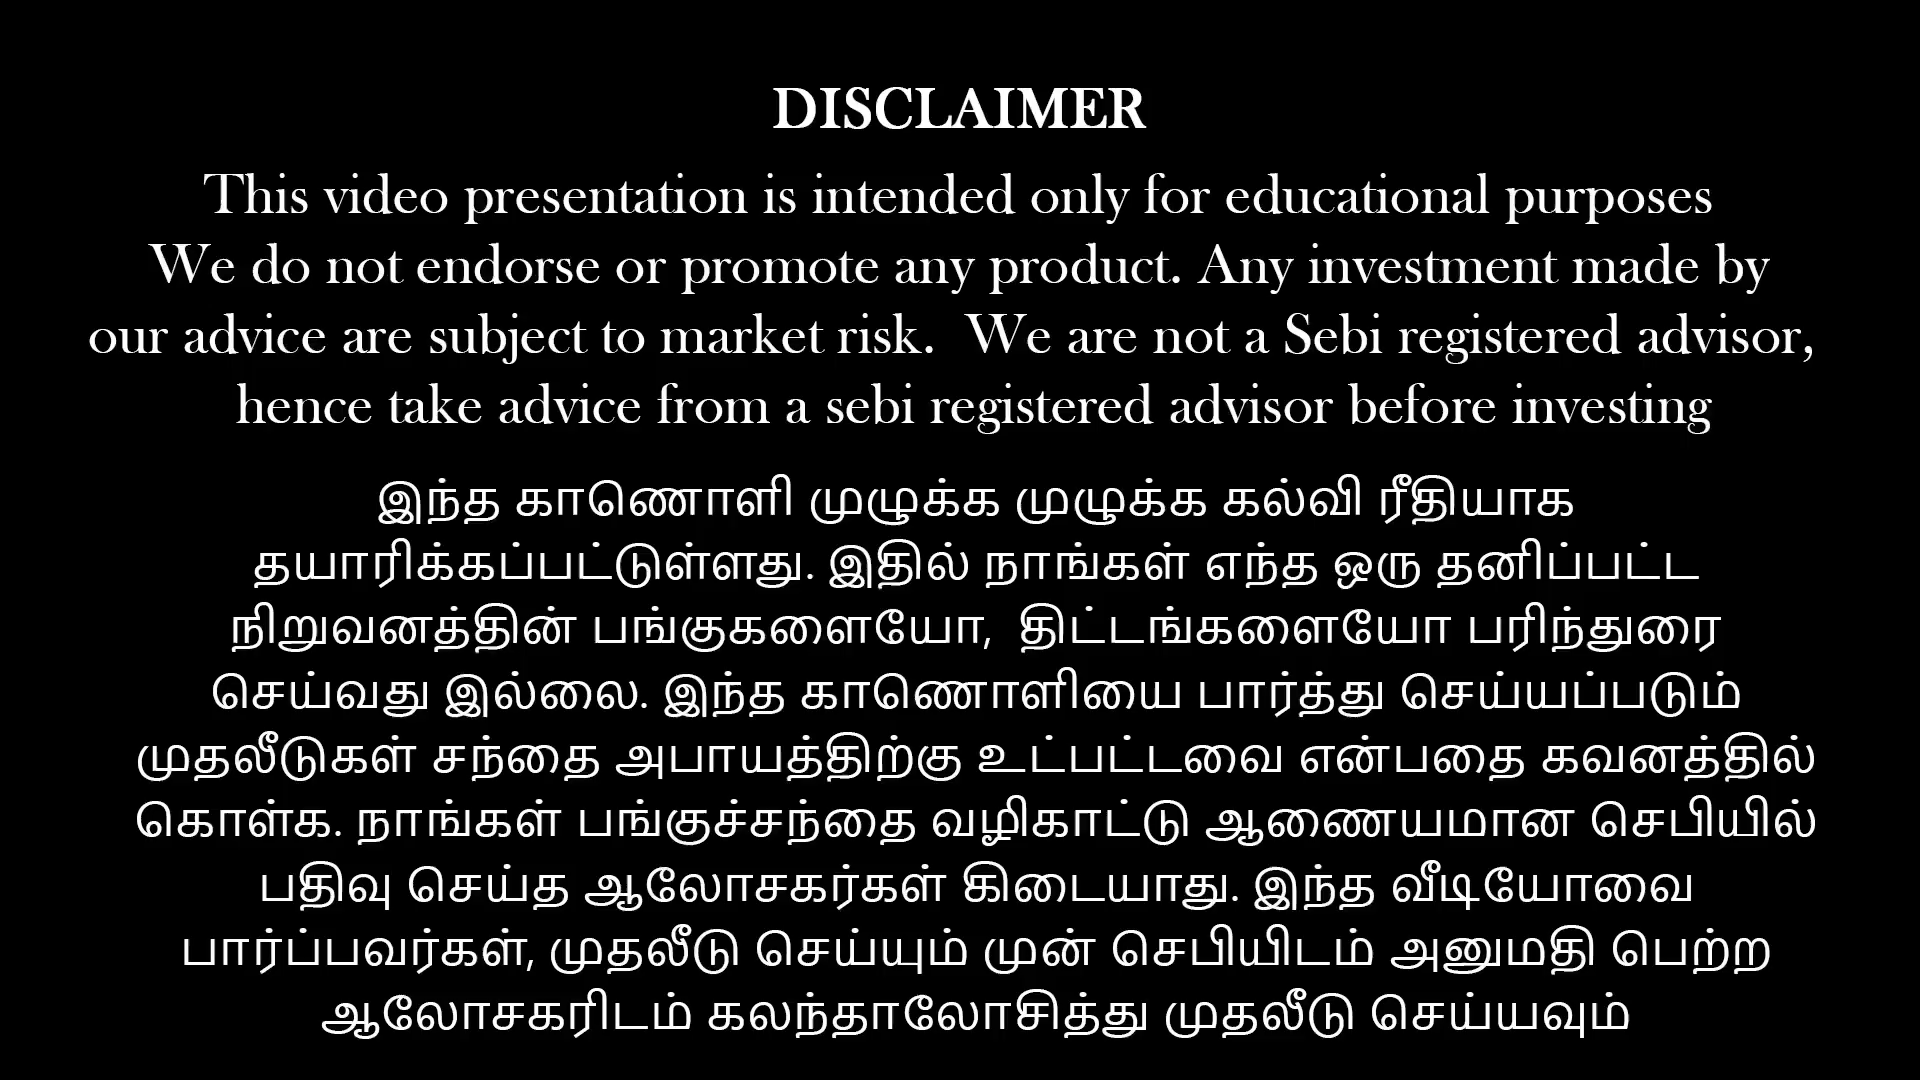 DISCLAIMER
This video presentation is intended only for educational purposes
We do not endorse or promote any product. Any investment made by
our advice are subject to market risk.  We are not a Sebi registered advisor,
hence take advice from a sebi registered advisor before investing
இந்த காணொளி முழுக்க முழுக்க கல்வி ரீதியாக
தயாரிக்கப்பட்டுள்ளது. இதில் நாங்கள் எந்த ஒரு தனிப்பட்ட
நிறுவனத்தின் பங்குகளையோ,  திட்டங்களையோ பரிந்துரை
செய்வது இல்லை. இந்த காணொளியை பார்த்து செய்யப்படும்
முதலீடுகள் சந்தை அபாயத்திற்கு உட்பட்டவை என்பதை கவனத்தில்
கொள்க. நாங்கள் பங்குச்சந்தை வழிகாட்டு ஆணையமான செபியில்
பதிவு செய்த ஆலோசகர்கள் கிடையாது. இந்த வீடியோவை
பார்ப்பவர்கள், முதலீடு செய்யும் முன் செபியிடம் அனுமதி பெற்ற
ஆலோசகரிடம் கலந்தாலோசித்து முதலீடு செய்யவும்